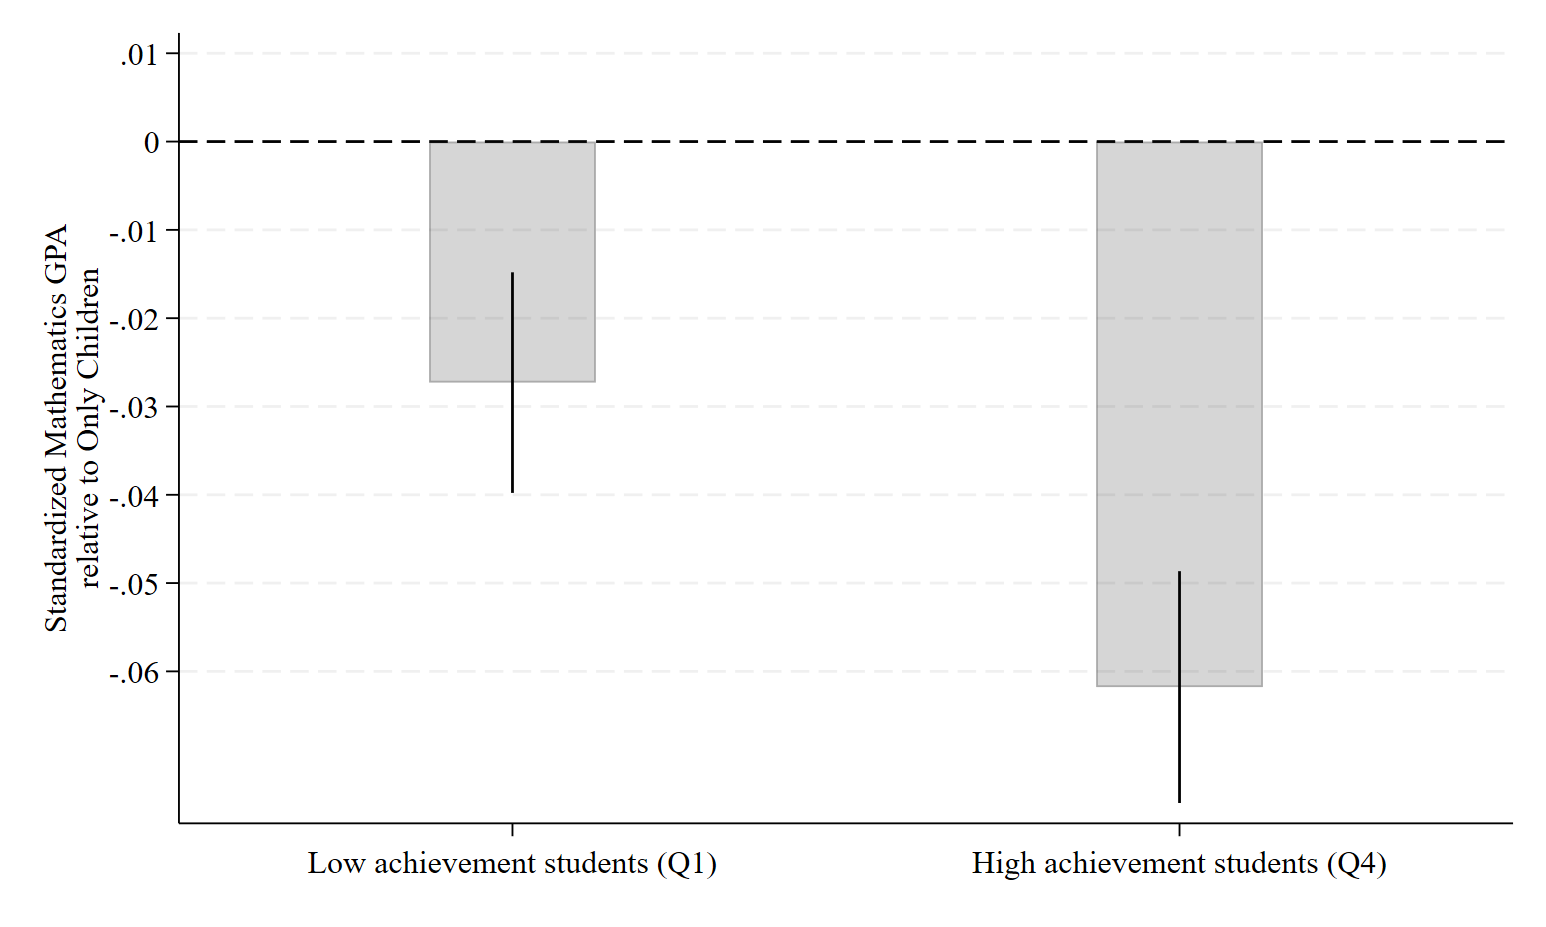 Standardized Mathematics GPA
relative to Only Children
.01
0
-.01
-.02
-.03
-.04
-.05
-.06
Low achievement students (Q1)
High achievement students (Q4)